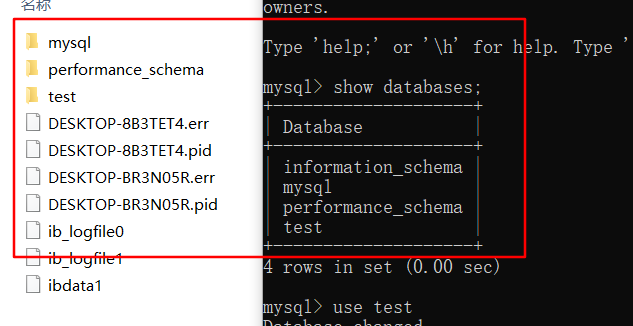 名称
mysql
performance_schema
test
DESKTOP-8B3TET4.err
DESKTOP-8B3TET4.pid
DESKTOP-BR3N05R.err
DESKTOP-BR3N05R.pid
ib_logfile0
ib_logfile1
ibdata1
owners.
Type 'help;' or '\h' for help. Type '
mysql> show databases;
+--------------------+
| Database           |
+--------------------+
| information_schema |
| mysql              |
| performance_schema |
| test               |
+--------------------+
4 rows in set (0.00 sec)
mysql> use test
Database changed